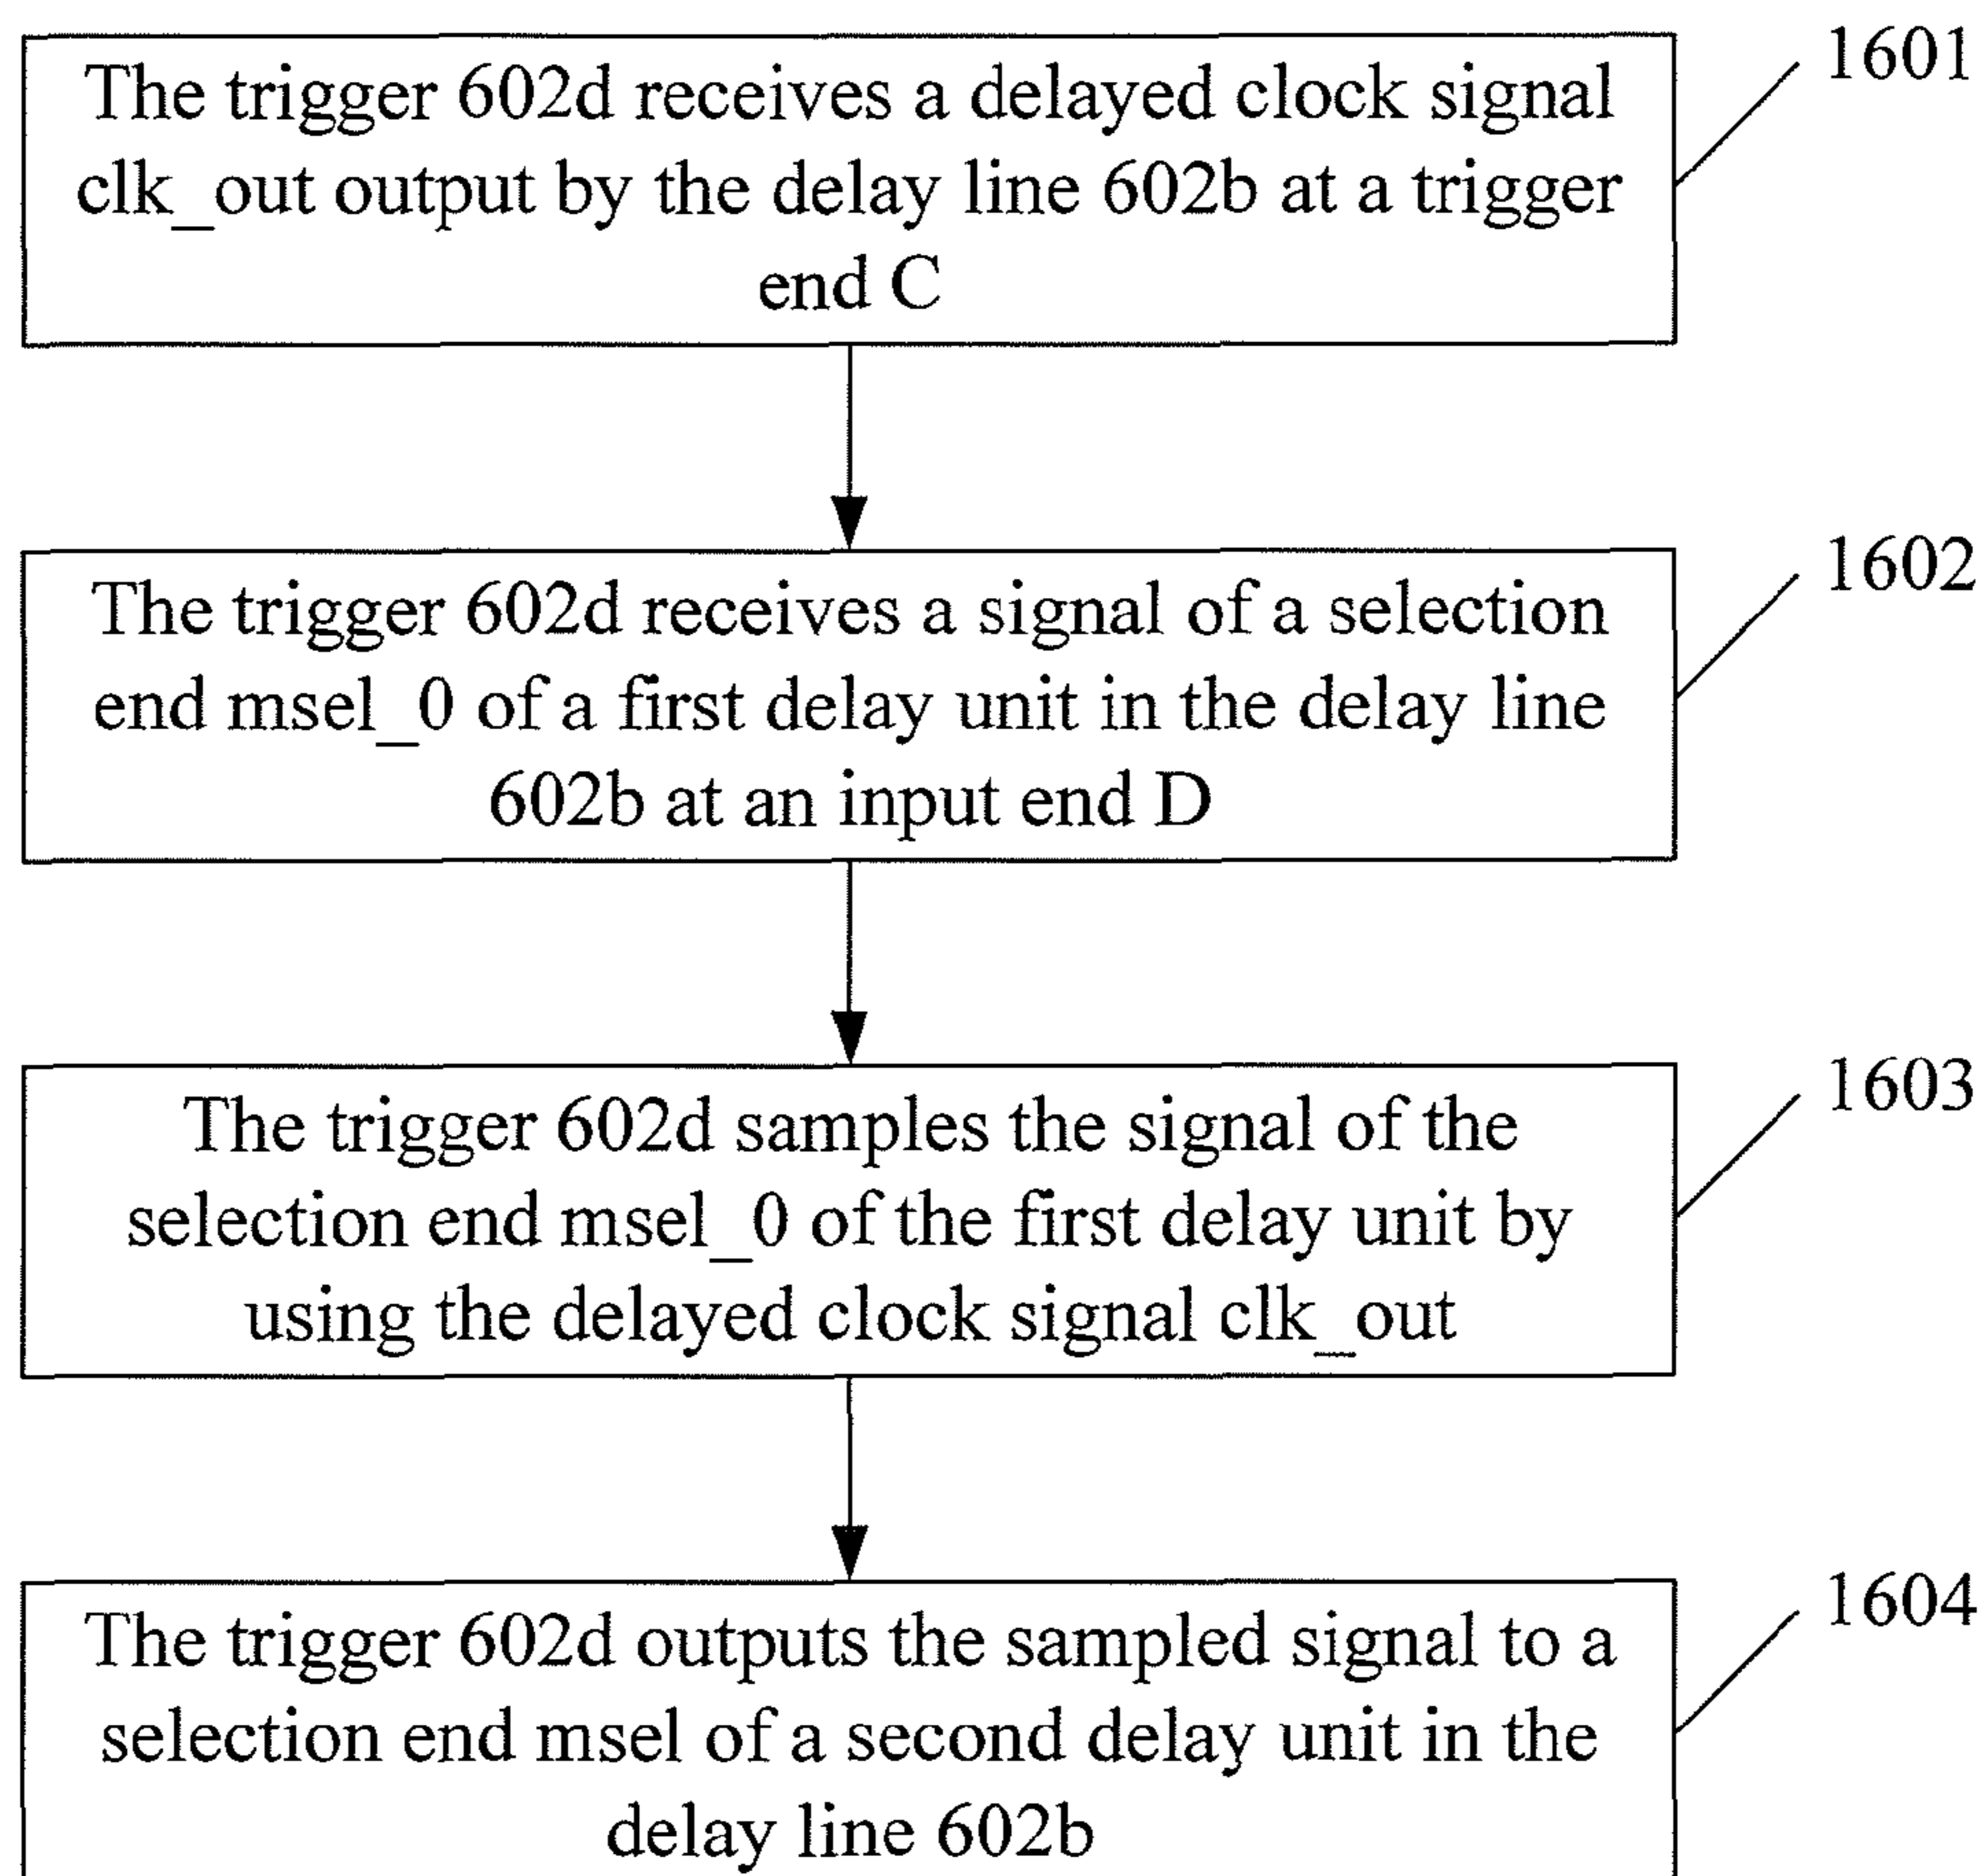 The trigger 602d receives a delayed clock signal
clk_out output by the delay line 602b at a trigger
end C
1601
The trigger 602d receives a signal of a selection
end msel_0 of a first delay unit in the delay line
602b at an input end D
1602
The trigger 602d samples the signal of the
selection end msel_0 of the first delay unit by
using the delayed clock signal clk_out
1603
The trigger 602d outputs the sampled signal to a
selection end msel of a second delay unit in the
delay line 602b
1604